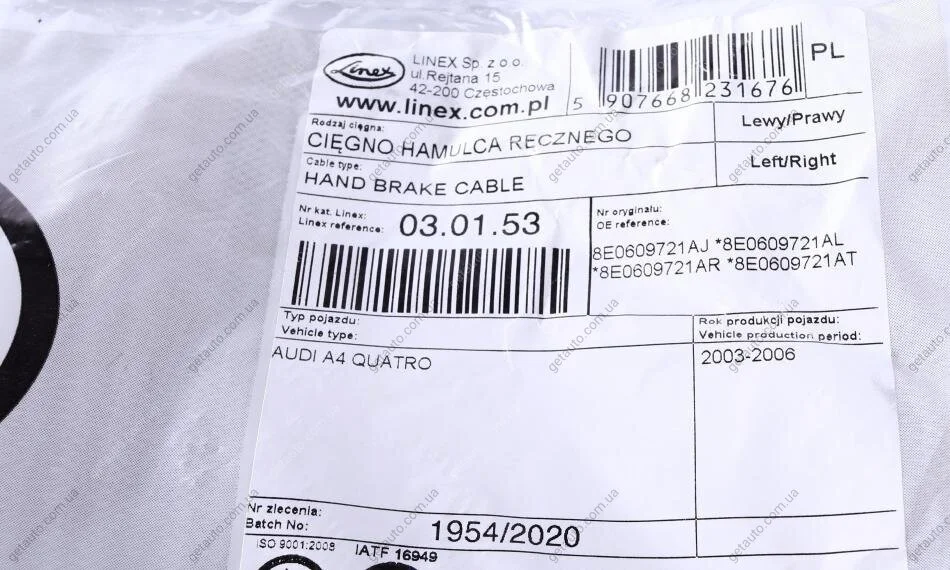 Linex
LINEX Sp. z o.o.
ul.Rejtana 15
42-200 Częstochowa
www.linex.com.pl
5 907668 231676
PL
Rodzaj cięgna:
CIĘGNO HAMULCA RECZNEGO
Lewy/Prawy
Cable type:
HAND BRAKE CABLE
Left/Right
Nr kat. Linex:
Linex reference:
03.01.53
Nr oryginału:
OE reference:
8E0609721AJ *8E0609721AL
*8E0609721AR *8E0609721AT
Typ pojazdu:
Vehicle type:
Rok produkcji pojazdu:
Vehicle production period:
AUDI A4 QUATRO
2003-2006
Nr zlecenia:
Batch No:
1954/2020
ISO 9001:2008
IATF 16949
getauto.com.ua